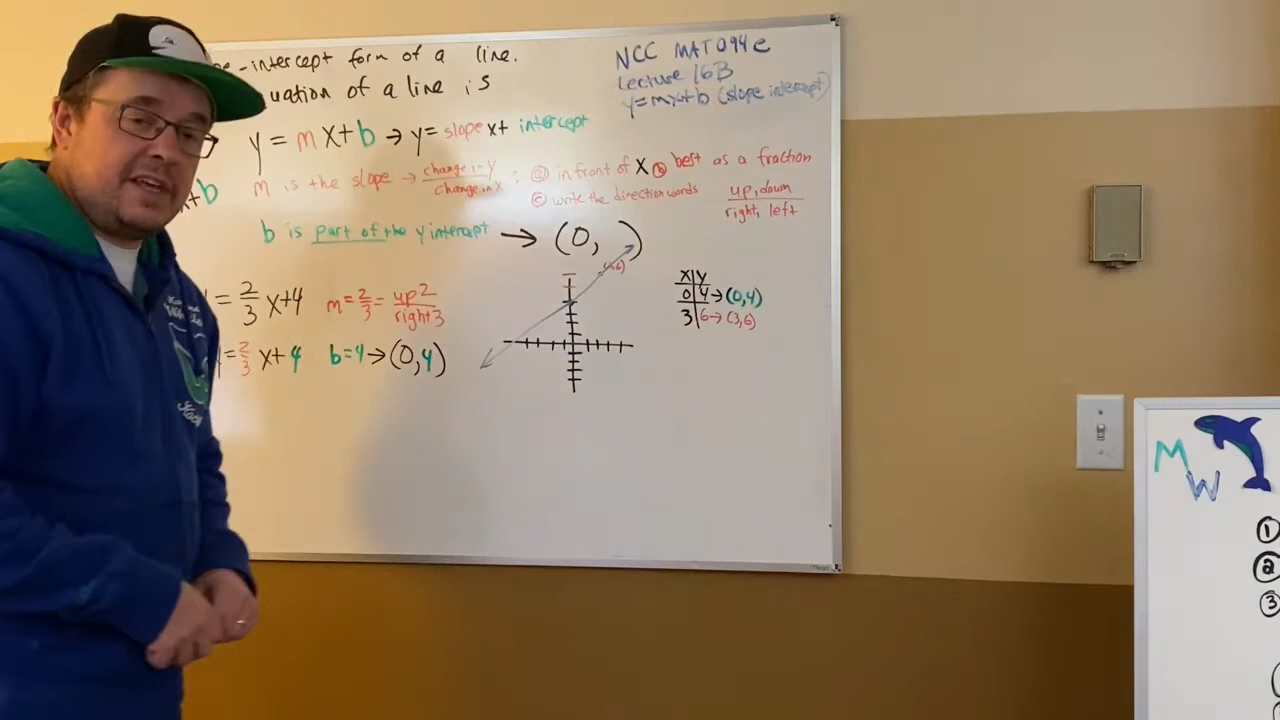 -intercept form of a line.
uation of a line is
y = mx+b → y = slope x + intercept
x+b
m is the slope → change in y / change in x : ⓐ in front of X ⓑ best as a fraction
ⓒ write the direction words up, down / right, left
b is part of the y intercept → (0, )
= 2/3 x+4
m = 2/3 = up 2 / right 3
= 2/3 x+4
b=4 → (0,4)
,6)
x y
0 4 → (0,4)
3 6 → (3,6)
NCC MAT094e
Lecture 16B
y=mx+b (slope intercept)
M
W
①
②
③